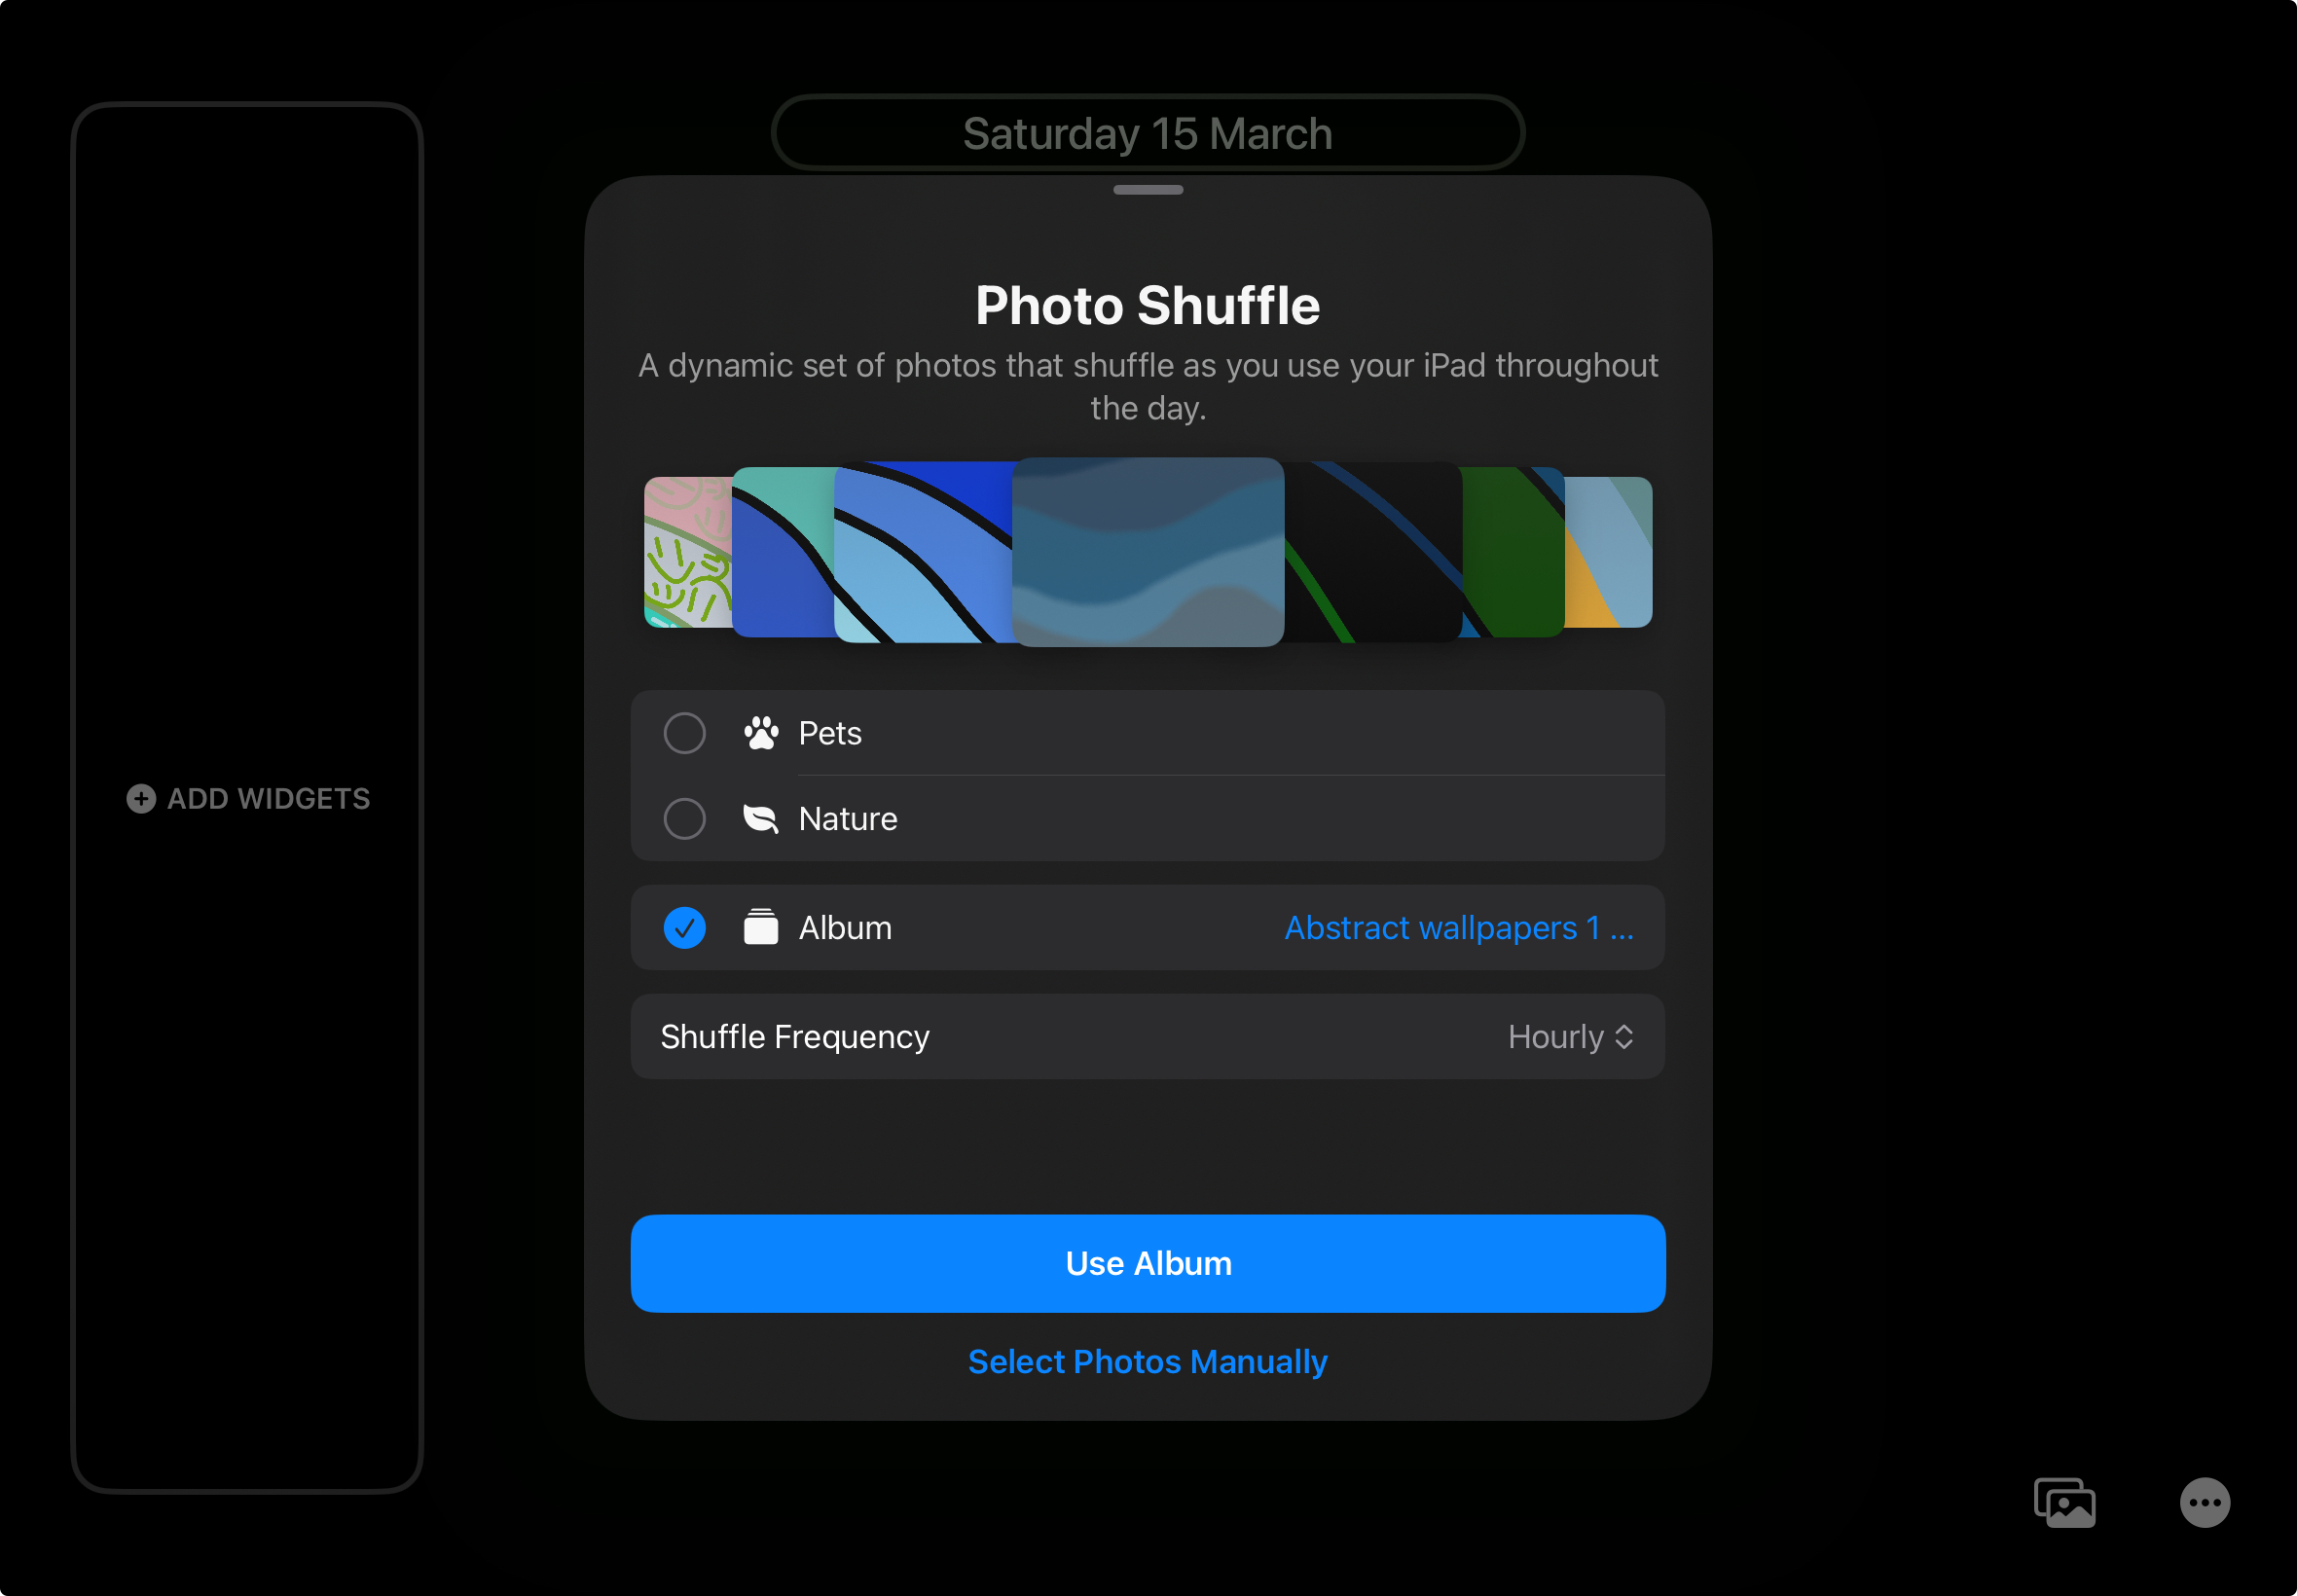 Saturday 15 March
Photo Shuffle
A dynamic set of photos that shuffle as you use your iPad throughout
the day.
Pets
ADD WIDGETS
Nature
Album
Abstract wallpapers 1 ...
Shuffle Frequency
Hourly
Use Album
Select Photos Manually